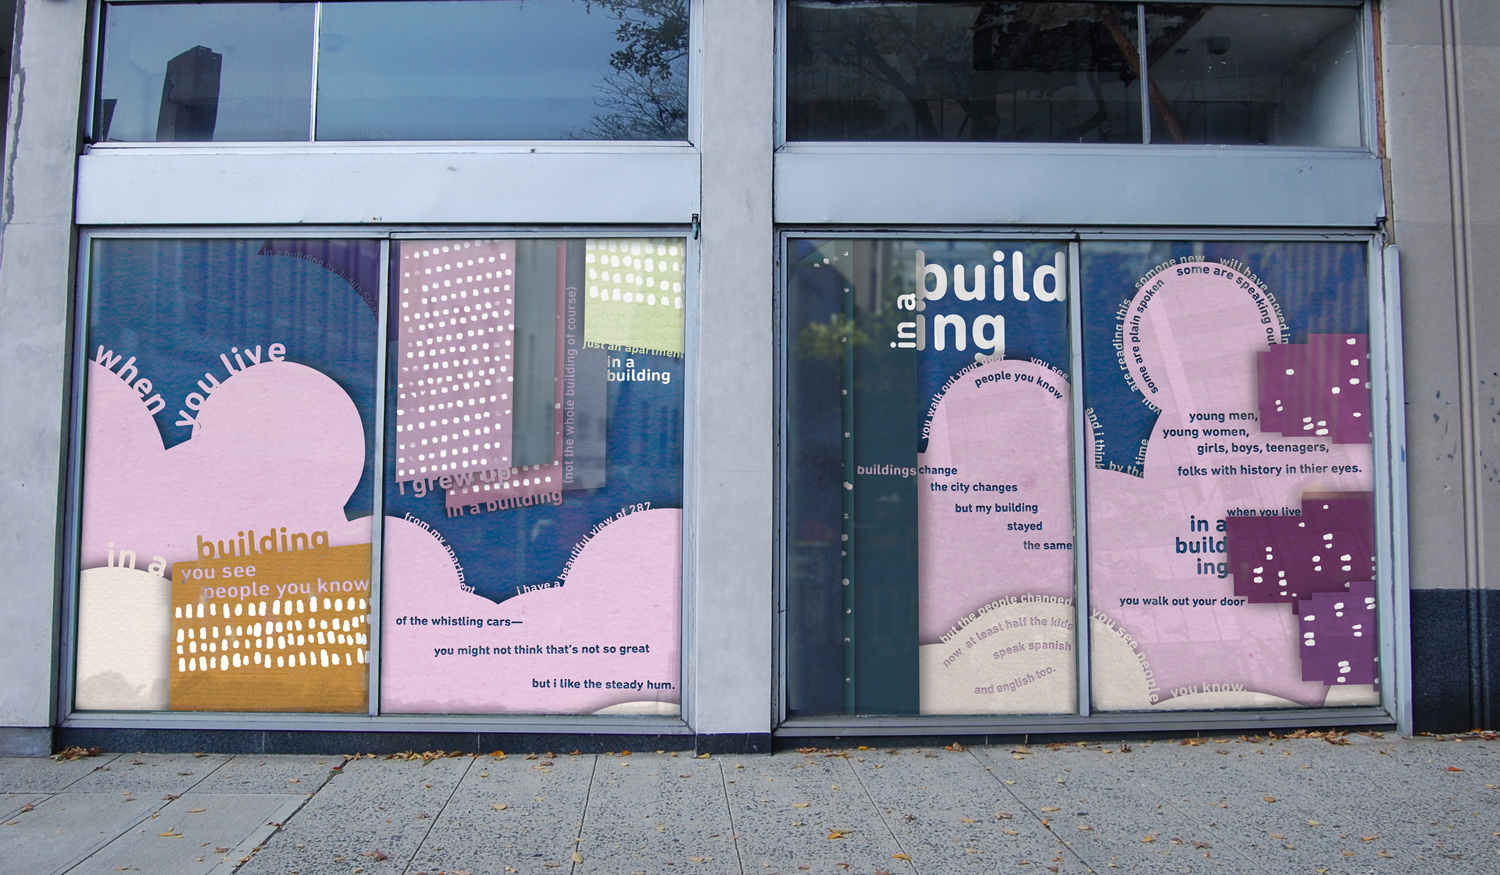 in a building by
when
you live
in a
building
you see
people you know
i grew up
in a building
(not the whole building of course)
just an apartment
in a
building
from my apartment
i have a beautiful view of 287
of the whistling cars—
you might not think that's not so great
but i like the steady hum.
in a
build
ing
you walk out your door
you see
people you know
buildings change
the city changes
but my building
stayed
the same
but the people changed
now at least half the kids
speak spanish
and english too.
and i think by the time
you are reading this
somone new
will have moved in
some are plain spoken
some are speaking out
young men,
young women,
girls, boys, teenagers,
folks with history in thier eyes.
when you live
in a
build
ing
you walk out your door
you see people
you know